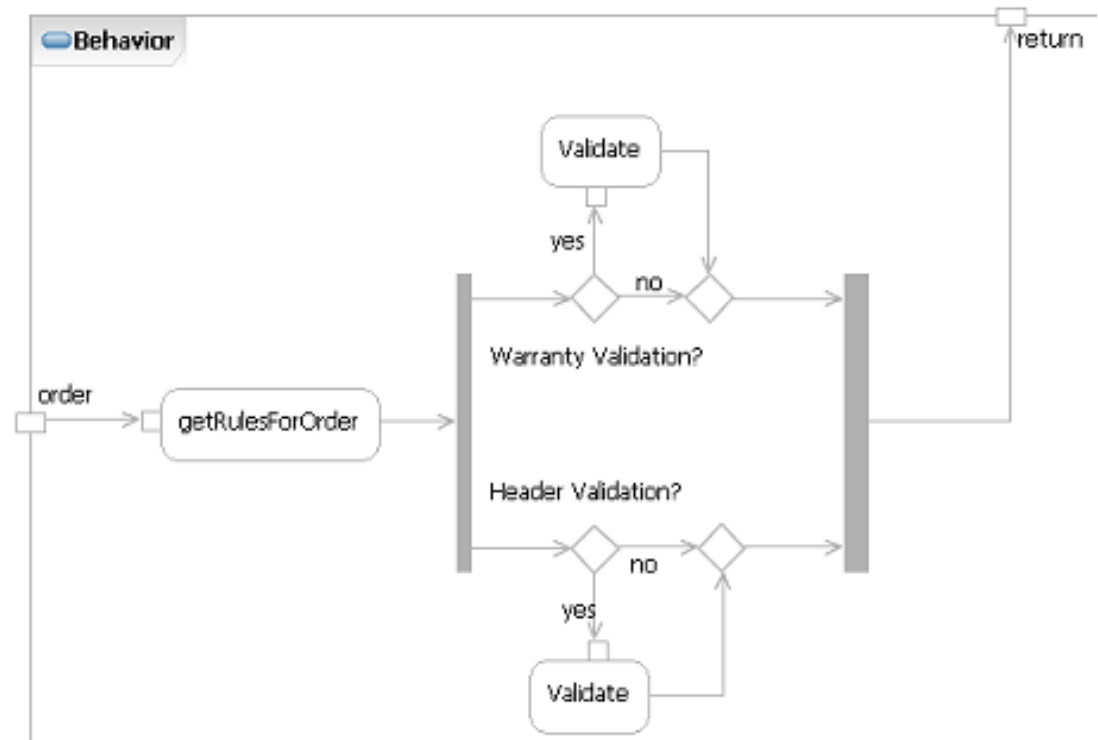 Behavior
return
Validate
yes
no
Warranty Validation?
order
getRulesForOrder
Header Validation?
no
yes
Validate